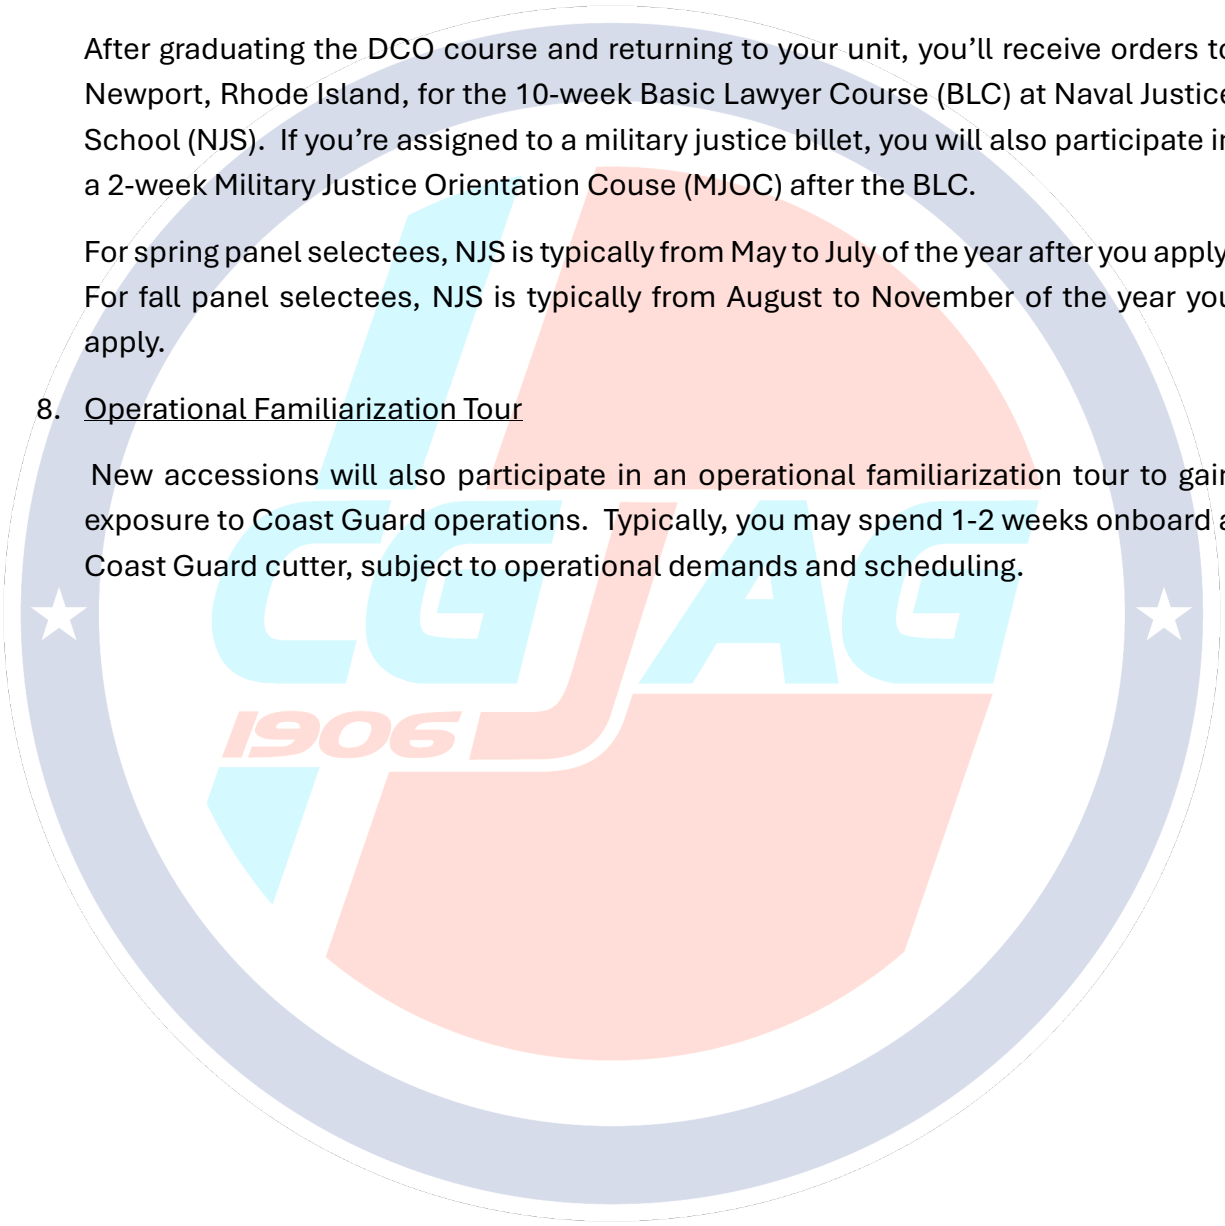 After graduating the DCO course and returning to your unit, you’ll receive orders to
Newport, Rhode Island, for the 10-week Basic Lawyer Course (BLC) at Naval Justice
School (NJS).  If you’re assigned to a military justice billet, you will also participate in
a 2-week Military Justice Orientation Couse (MJOC) after the BLC.
For spring panel selectees, NJS is typically from May to July of the year after you apply
For fall panel selectees, NJS is typically from August to November of the year you
apply.
8. Operational Familiarization Tour
New accessions will also participate in an operational familiarization tour to gain
exposure to Coast Guard operations.  Typically, you may spend 1-2 weeks onboard a
Coast Guard cutter, subject to operational demands and scheduling.
CGJAG
1906